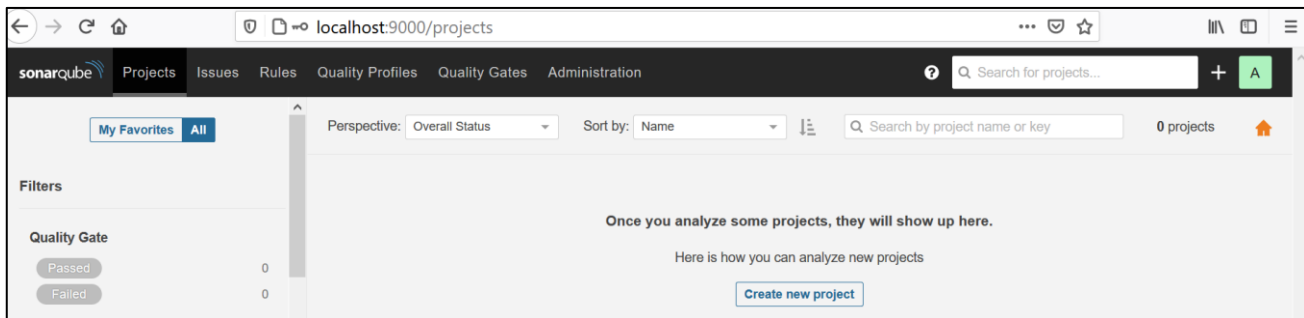 localhost:9000/projects
sonarqube Projects Issues Rules Quality Profiles Quality Gates Administration ? Search for projects... + A
My Favorites All
Perspective: Overall Status Sort by: Name Search by project name or key 0 projects
Filters
Once you analyze some projects, they will show up here.
Quality Gate
Here is how you can analyze new projects
Passed 0
Failed 0
Create new project